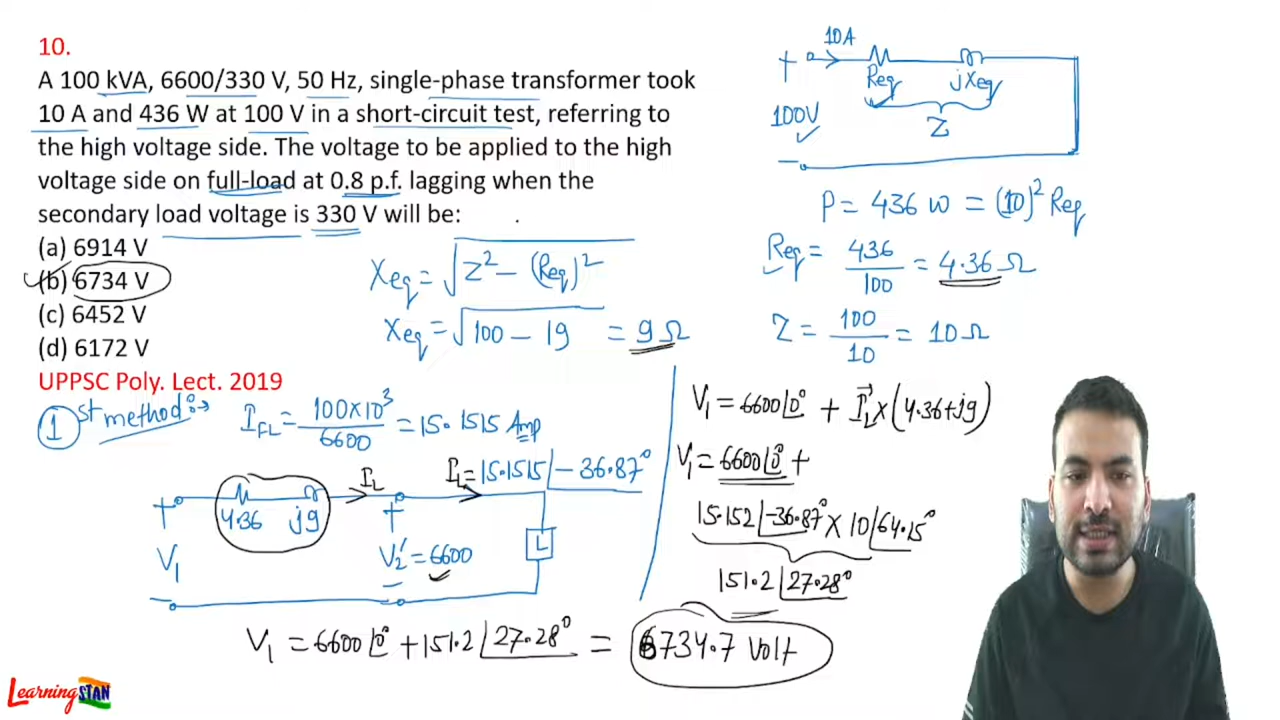 10.
A 100 kVA, 6600/330 V, 50 Hz, single-phase transformer took
10 A and 436 W at 100 V in a short-circuit test, referring to
the high voltage side. The voltage to be applied to the high
voltage side on full-load at 0.8 p.f. lagging when the
secondary load voltage is 330 V will be:
(a) 6914 V
(b) 6734 V
(c) 6452 V
(d) 6172 V
UPPSC Poly. Lect. 2019
10A
+
Req
jXeq
100V
Z
−
P = 436 W = (10)² Req
Req = 436/100 = 4.36 Ω
Z = 100/10 = 10 Ω
Xeq = √(Z² − (Req)²)
Xeq = √(100 − 19) = 9 Ω
1 st method:→
I_FL = 100×10³/6600 = 15.1515 Amp
I_L = 15.1515 ∠−36.87°
I_L
+ 4.36 j9 +
V₁ V₂' = 6600 L
− −
V₁ = 6600∠0° + I⃗_L × (4.36+j9)
V₁ = 6600∠0° +
15.152∠−36.87° × 10∠64.15°
151.2∠27.28°
V₁ = 6600∠0° + 151.2∠27.28° = 6734.7 Volt
Learning STAN